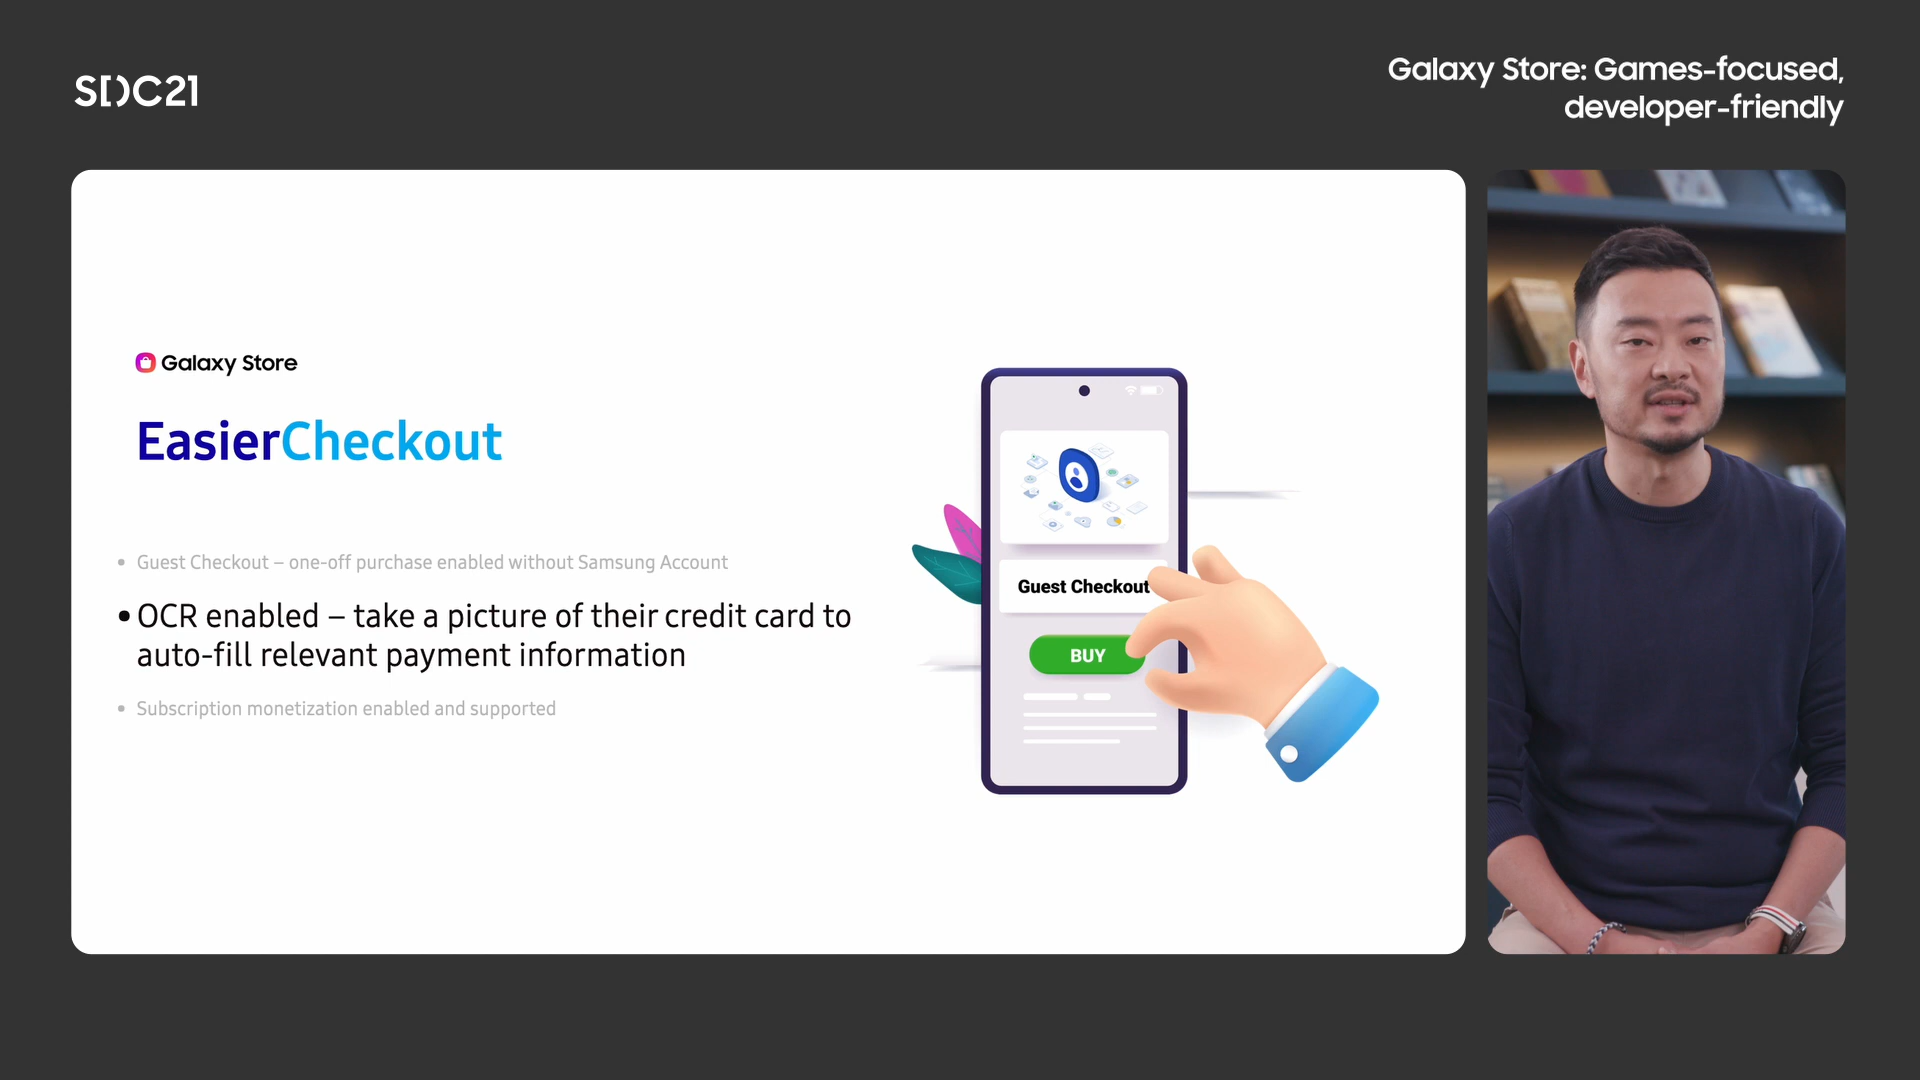 SDC21
Galaxy Store: Games-focused,
developer-friendly
Galaxy Store
EasierCheckout
• Guest Checkout – one-off purchase enabled without Samsung Account
• OCR enabled – take a picture of their credit card to
auto-fill relevant payment information
• Subscription monetization enabled and supported
Guest Checkout
BUY